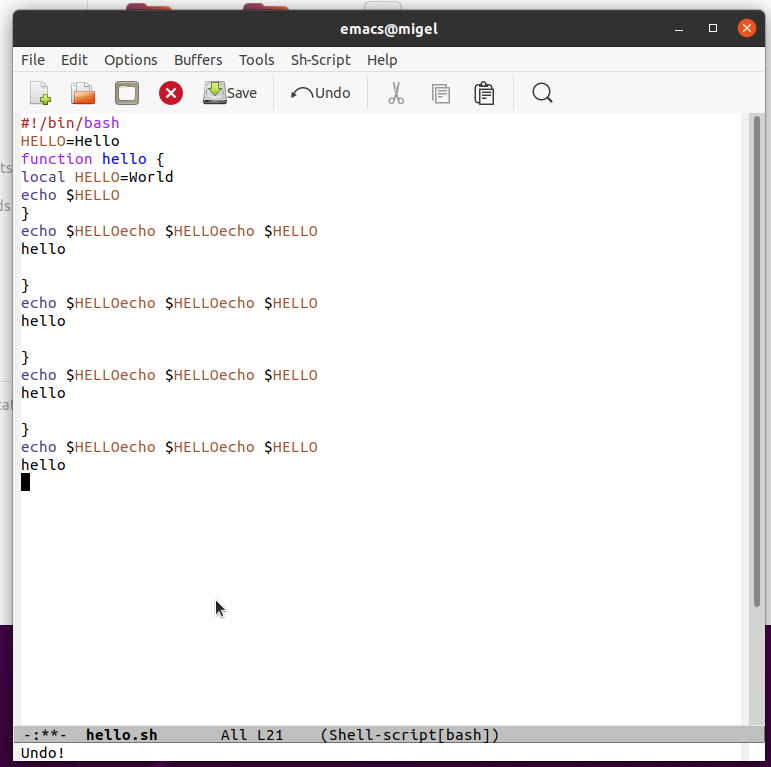 emacs@migel
File Edit Options Buffers Tools Sh-Script Help
Save Undo
#!/bin/bash
HELLO=Hello
function hello {
local HELLO=World
echo $HELLO
}
echo $HELLOecho $HELLOecho $HELLO
hello
}
echo $HELLOecho $HELLOecho $HELLO
hello
}
echo $HELLOecho $HELLOecho $HELLO
hello
}
echo $HELLOecho $HELLOecho $HELLO
hello
-:**- hello.sh All L21 (Shell-script[bash])
Undo!